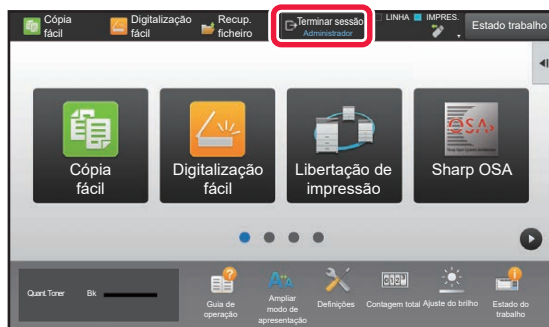 Cópia
fácil
Digitalização
fácil
Recup.
ficheiro
Terminar sessão
Administrador
LINHA
IMPRES.
Estado trabalho
Cópia
fácil
Digitalização
fácil
Libertação de
impressão
Sharp OSA
Quant.Toner
Bk
Guia de
operação
Ampliar
modo de
apresentação
Definições
Contagem total
Ajuste do brilho
Estado do
trabalho